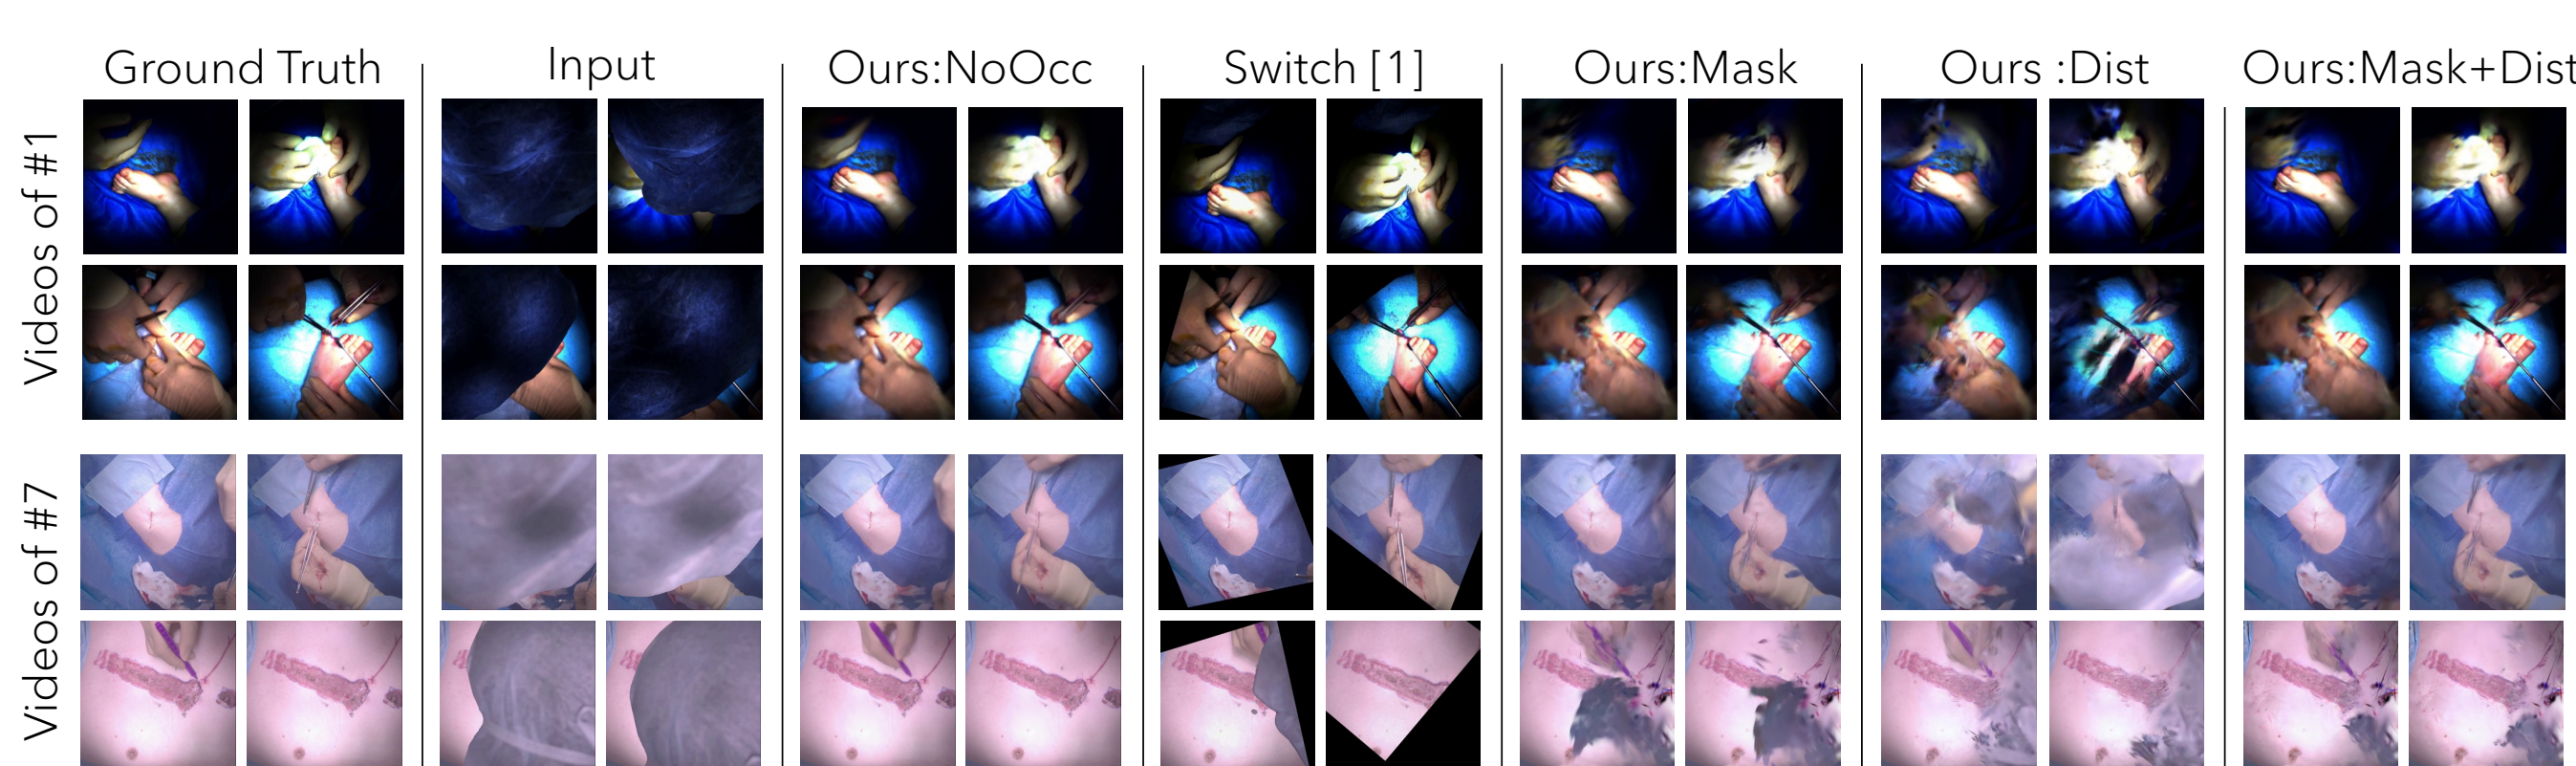 Ground Truth
Input
Ours:NoOcc
Switch [1]
Ours:Mask
Ours :Dist
Ours:Mask+Dist
Videos of #1
Videos of #7